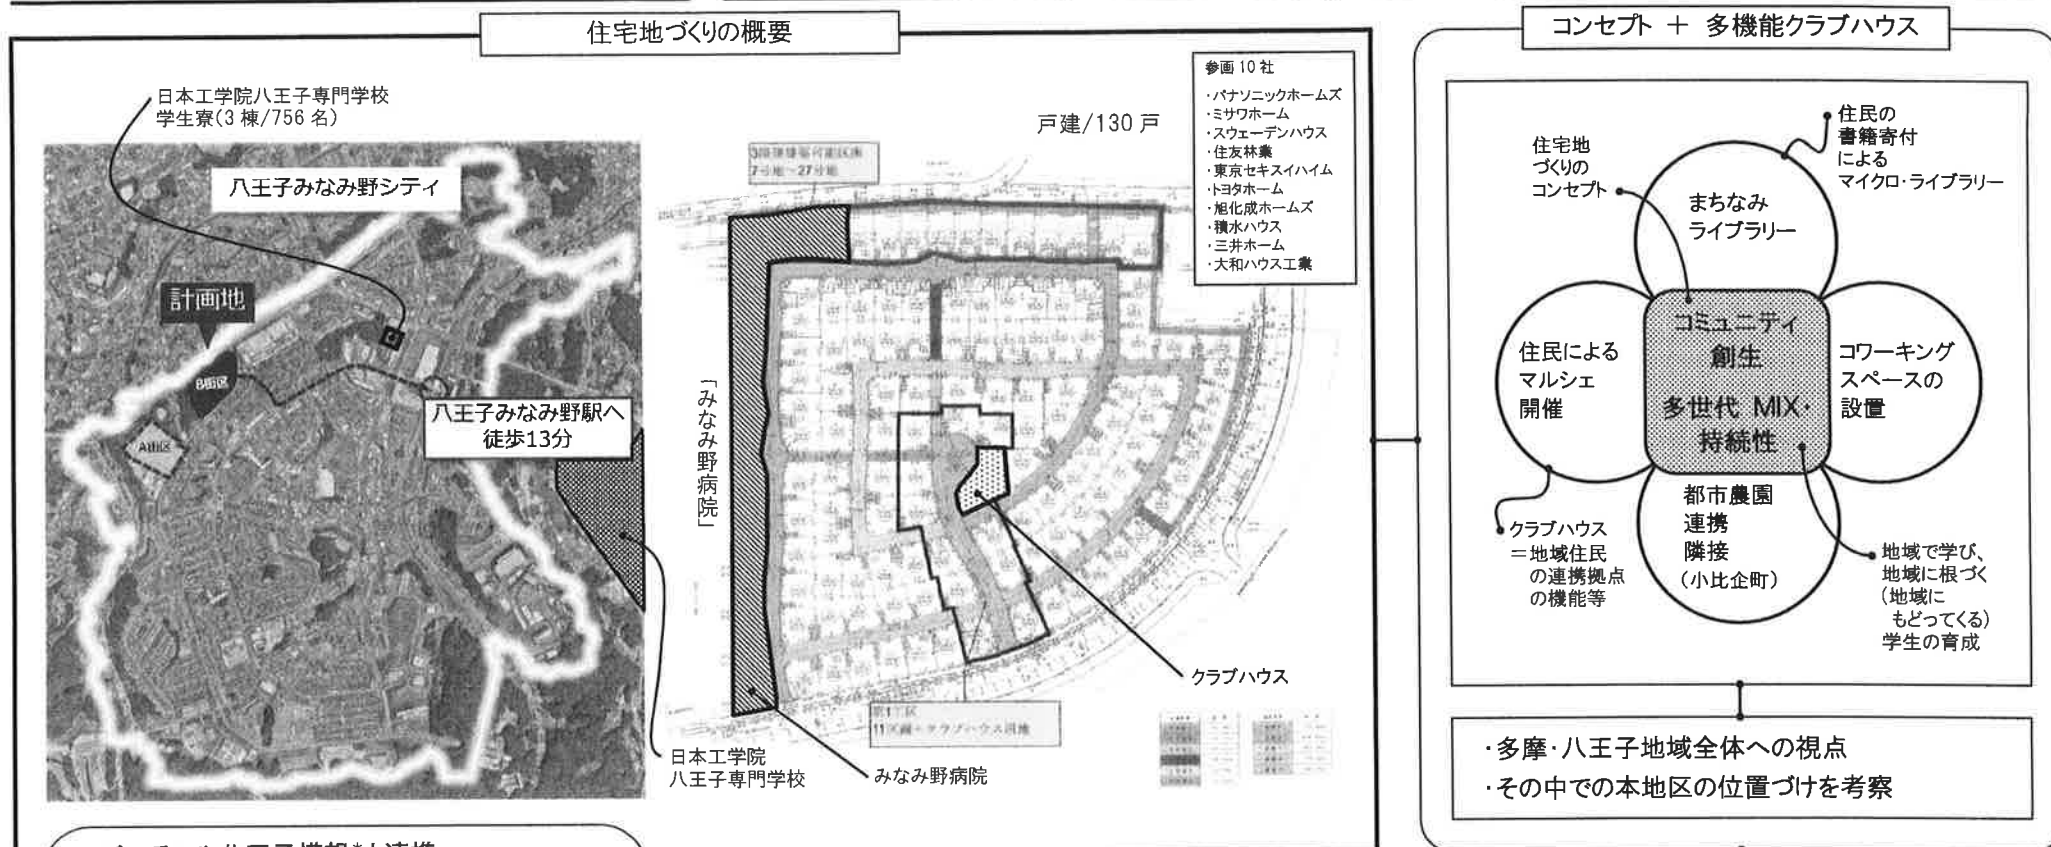 住宅地づくりの概要
日本工学院八王子専門学校
学生寮(3棟/756名)
八王子みなみ野シティ
計画地
B街区
A街区
八王子みなみ野駅へ
徒歩13分
日本工学院
八王子専門学校
戸建/130戸
参画10社
・パナソニックホームズ
・ミサワホーム
・スウェーデンハウス
・住友林業
・東京セキスイハイム
・トヨタホーム
・旭化成ホームズ
・積水ハウス
・三井ホーム
・大和ハウス工業
7号地~27号地
「みなみ野病院」
クラブハウス
みなみ野病院
コンセプト + 多機能クラブハウス
住宅地
づくりの
コンセプト
住民の
書籍寄付
による
マイクロ・ライブラリー
まちなみ
ライブラリー
住民による
マルシェ
開催
コミュニティ
創生
多世代 MIX・
持続性
コワーキング
スペースの
設置
都市農園
連携
隣接
(小比企町)
クラブハウス
=地域住民
の連携拠点
の機能等
地域で学び、
地域に根づく
(地域に
もどってくる)
学生の育成
・多摩・八王子地域全体への視点
・その中での本地区の位置づけを考察